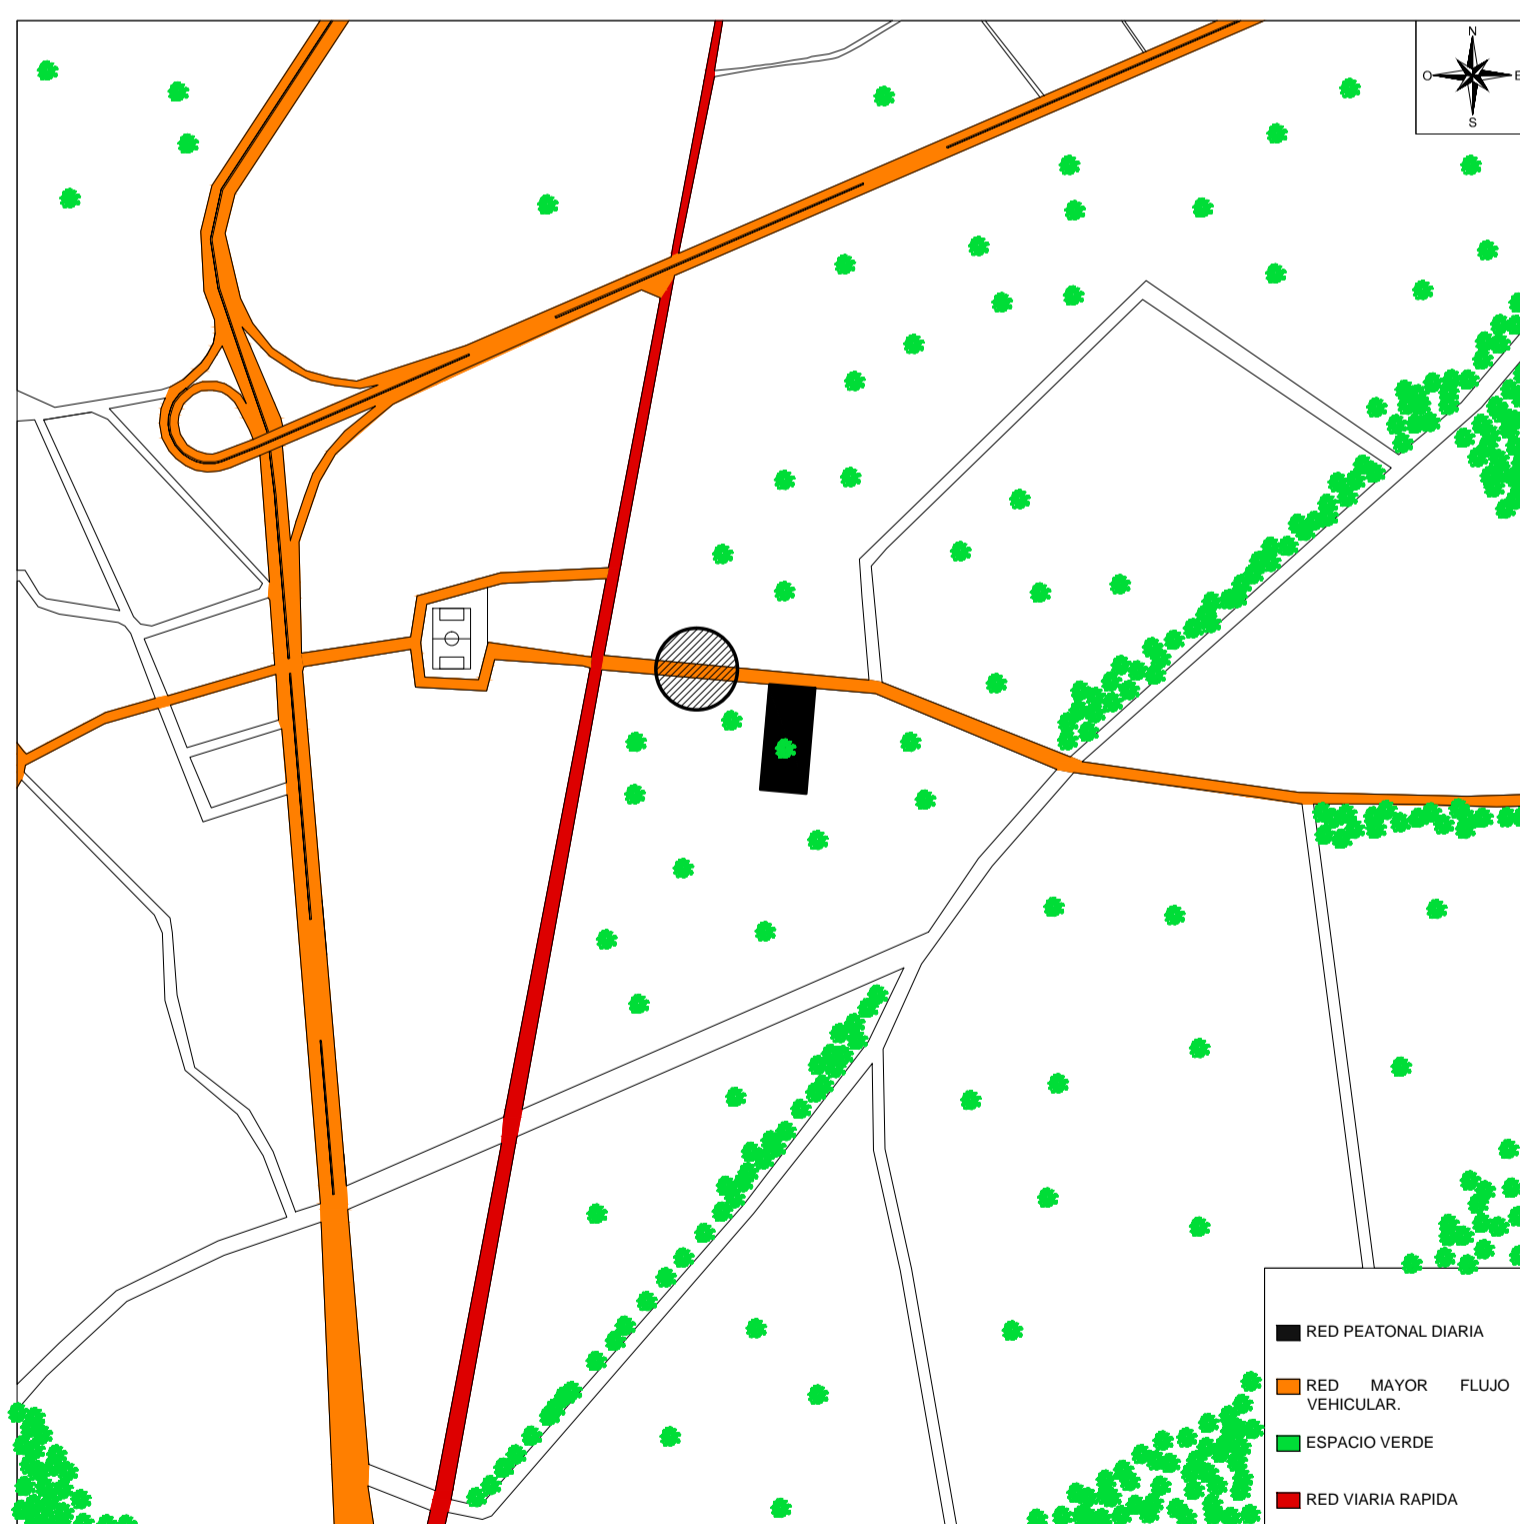 N
O E
S
RED PEATONAL DIARIA
RED MAYOR FLUJO
VEHICULAR.
ESPACIO VERDE
RED VIARIA RAPIDA